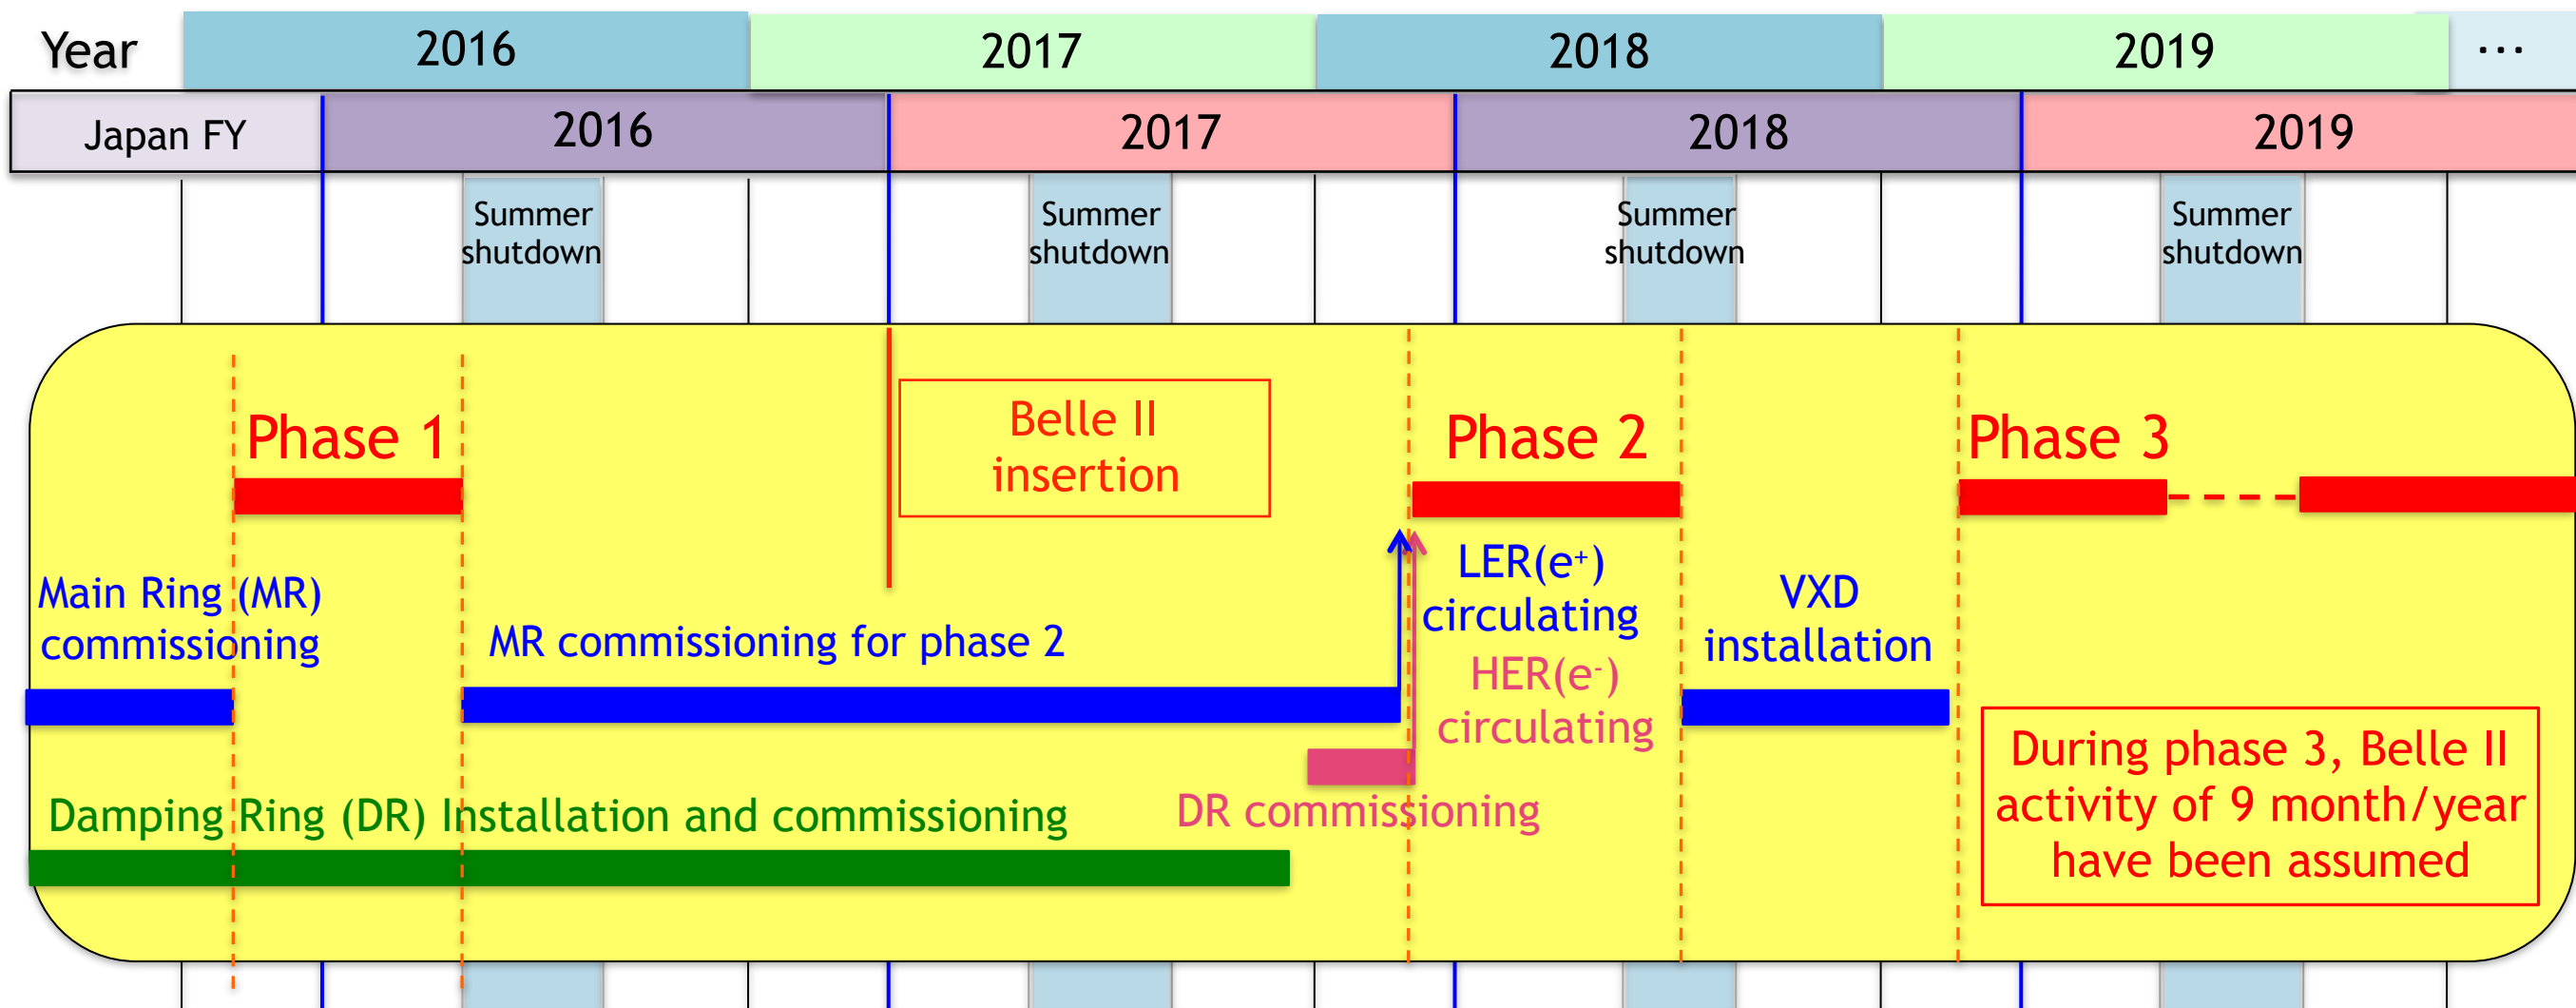 Year 2016 2017 2018 2019 ...
Japan FY 2016 2017 2018 2019
Summer
shutdown
Summer
shutdown
Summer
shutdown
Summer
shutdown
Phase 1
Belle II
insertion
Phase 2
Phase 3
Main Ring (MR)
commissioning
MR commissioning for phase 2
LER(e⁺)
circulating
HER(e⁻)
circulating
VXD
installation
Damping Ring (DR) Installation and commissioning
DR commissioning
During phase 3, Belle II
activity of 9 month/year
have been assumed